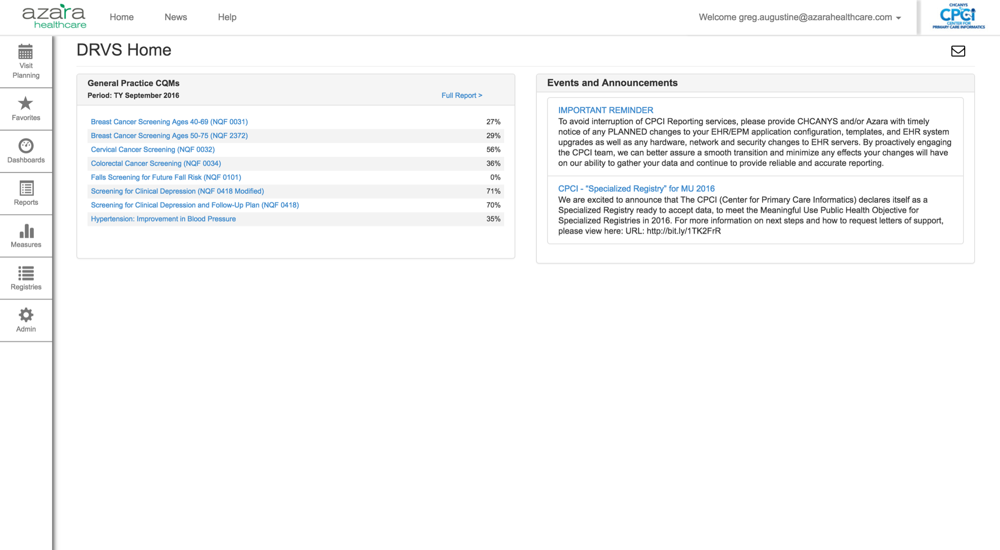 azara
healthcare
Home
News
Help
Welcome greg.augustine@azarahealthcare.com
CHCANYS
CPCI
CENTER FOR
PRIMARY CARE INFORMATICS
Visit
Planning
Favorites
Dashboards
Reports
Measures
Registries
Admin
DRVS Home
General Practice CQMs
Period: TY September 2016
Full Report >
Breast Cancer Screening Ages 40-69 (NQF 0031) 27%
Breast Cancer Screening Ages 50-75 (NQF 2372) 29%
Cervical Cancer Screening (NQF 0032) 56%
Colorectal Cancer Screening (NQF 0034) 36%
Falls Screening for Future Fall Risk (NQF 0101) 0%
Screening for Clinical Depression (NQF 0418 Modified) 71%
Screening for Clinical Depression and Follow-Up Plan (NQF 0418) 70%
Hypertension: Improvement in Blood Pressure 35%
Events and Announcements
IMPORTANT REMINDER
To avoid interruption of CPCI Reporting services, please provide CHCANYS and/or Azara with timely
notice of any PLANNED changes to your EHR/EPM application configuration, templates, and EHR system
upgrades as well as any hardware, network and security changes to EHR servers. By proactively engaging
the CPCI team, we can better assure a smooth transition and minimize any effects your changes will have
on our ability to gather your data and continue to provide reliable and accurate reporting.
CPCI - “Specialized Registry” for MU 2016
We are excited to announce that The CPCI (Center for Primary Care Informatics) declares itself as a
Specialized Registry ready to accept data, to meet the Meaningful Use Public Health Objective for
Specialized Registries in 2016. For more information on next steps and how to request letters of support,
please view here: URL: http://bit.ly/1TK2FrR